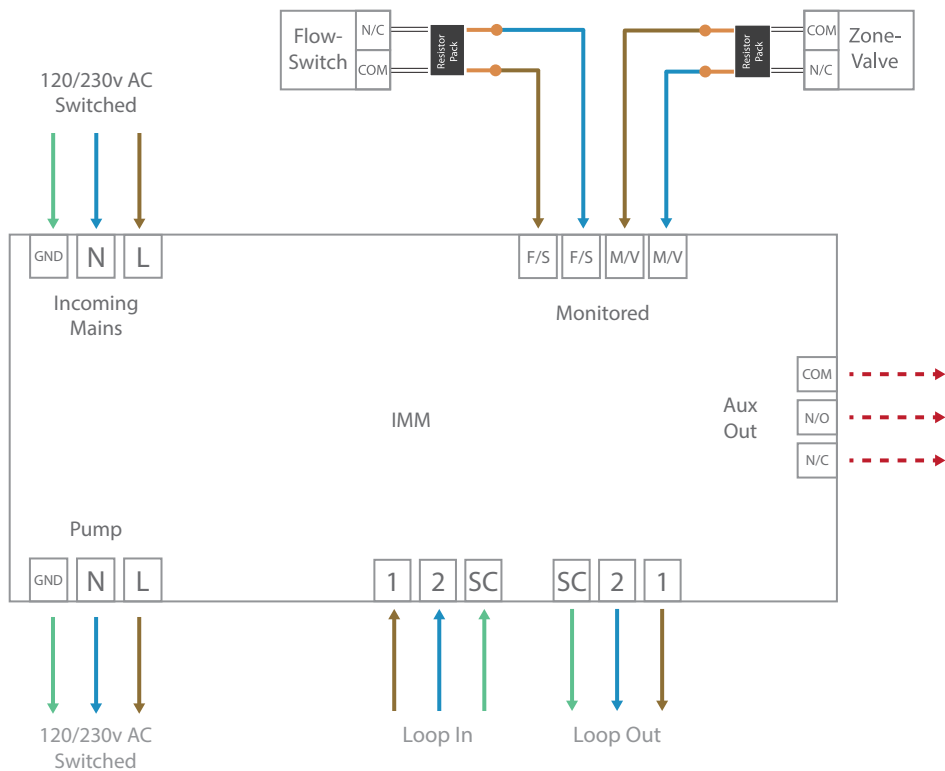 Flow-
Switch
N/C
COM
Resistor
Pack
Resistor
Pack
COM
N/C
Zone-
Valve
120/230v AC
Switched
GND
N
L
F/S
F/S
M/V
M/V
Incoming
Mains
Monitored
COM
N/O
N/C
Aux
Out
IMM
Pump
GND
N
L
1
2
SC
SC
2
1
120/230v AC
Switched
Loop In
Loop Out